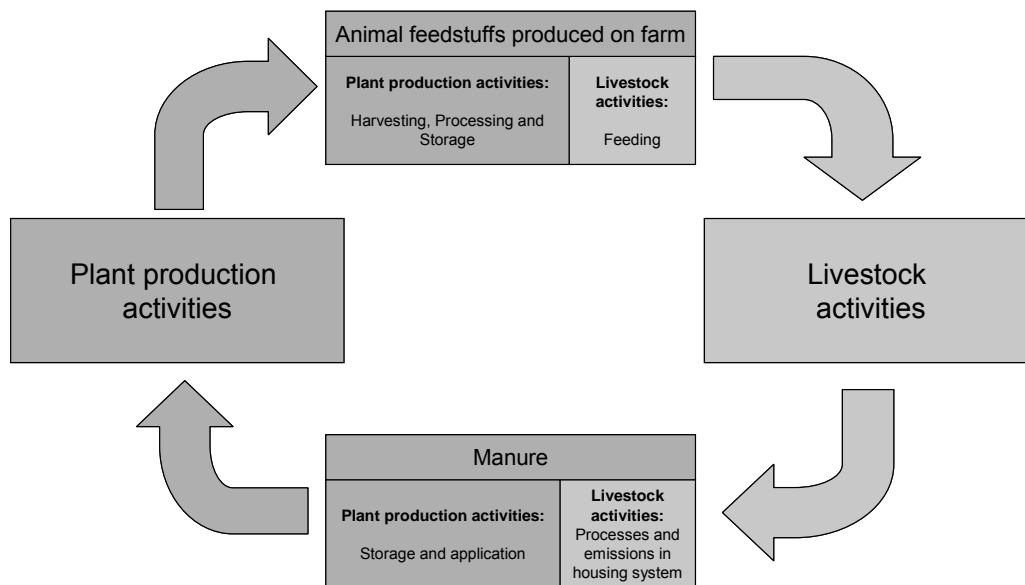 Animal feedstuffs produced on farm
Plant production activities:
Harvesting, Processing and
Storage
Livestock
activities:
Feeding
Plant production
activities
Livestock
activities
Manure
Plant production activities:
Storage and application
Livestock
activities:
Processes and
emissions in
housing system